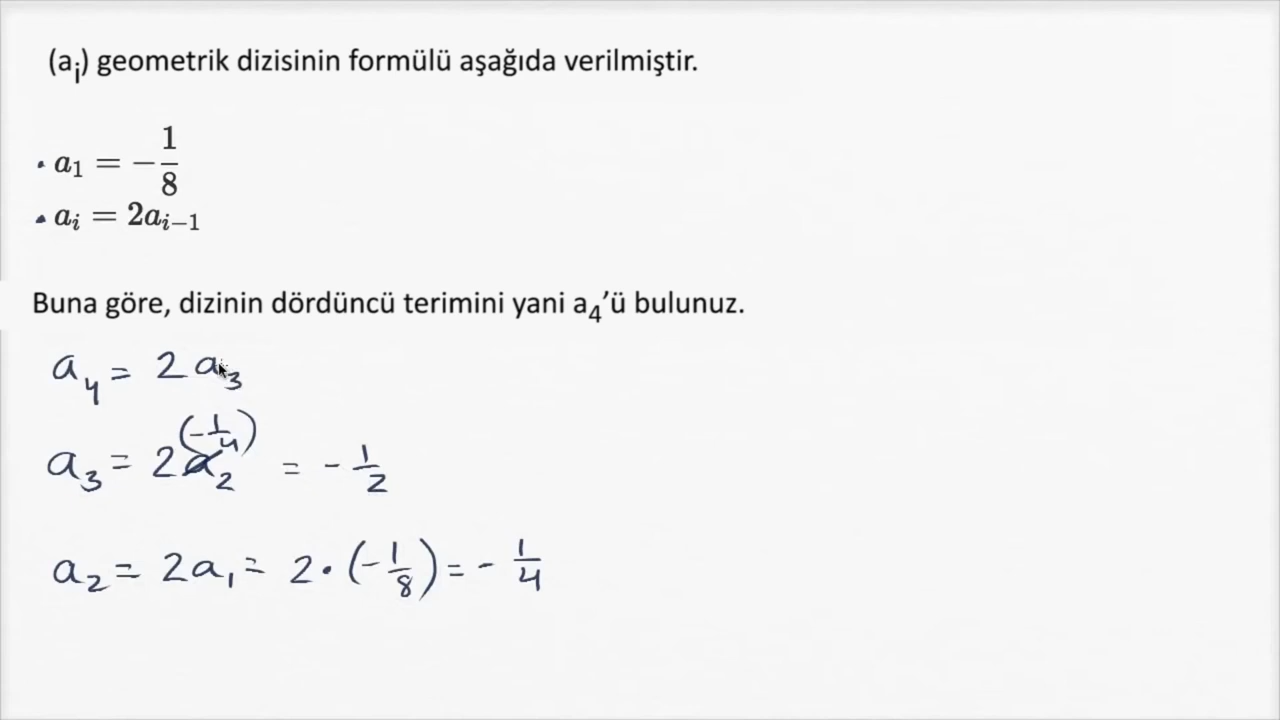 (aᵢ) geometrik dizisinin formülü aşağıda verilmiştir.
• a₁ = -1/8
• aᵢ = 2aᵢ₋₁
Buna göre, dizinin dördüncü terimini yani a₄'ü bulunuz.
a₄ = 2a₃
a₃ = 2a₂ (-1/4) = -1/2
a₂ = 2a₁ = 2·(-1/8) = -1/4